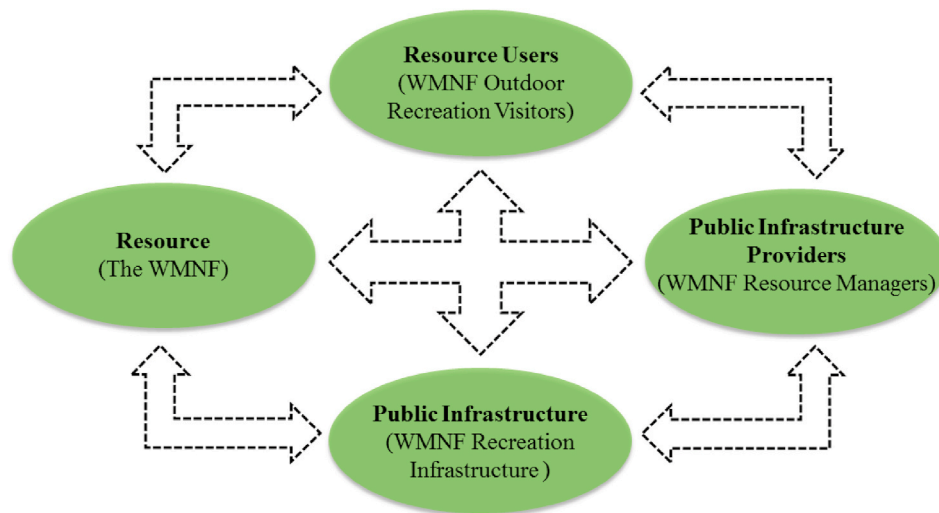 Resource Users
(WMNF Outdoor
Recreation Visitors)
Resource
(The WMNF)
Public Infrastructure
Providers
(WMNF Resource Managers)
Public Infrastructure
(WMNF Recreation
Infrastructure )